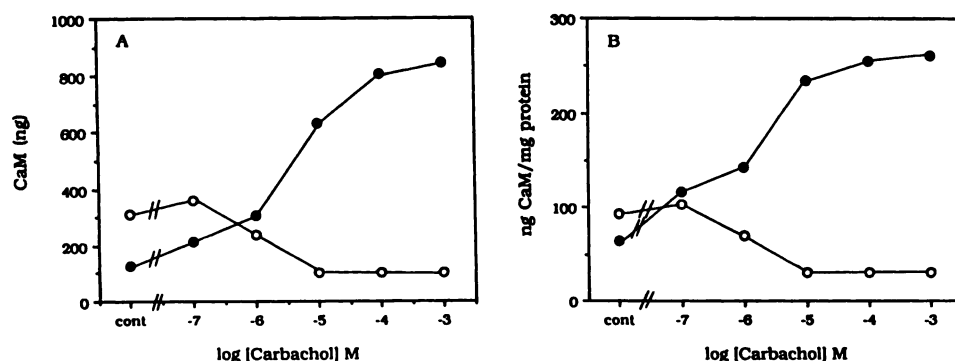 A
CaM (ng)
1000
800
600
400
200
0
cont
-7
-6
-5
-4
-3
log [Carbachol] M
B
ng CaM/mg protein
300
250
100
0
cont
-7
-6
-5
-4
-3
log [Carbachol] M